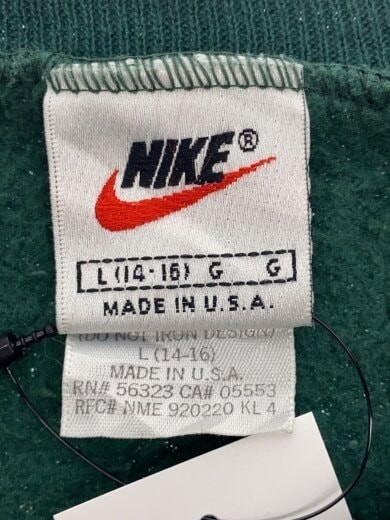 NIKE®
L (14-16) G G
MADE IN U.S.A.
(DO NOT IRON DESIGN)
L (14-16)
MADE IN U.S.A.
RN# 56323 CA# 05553
RFC# NME 920220 KL 4